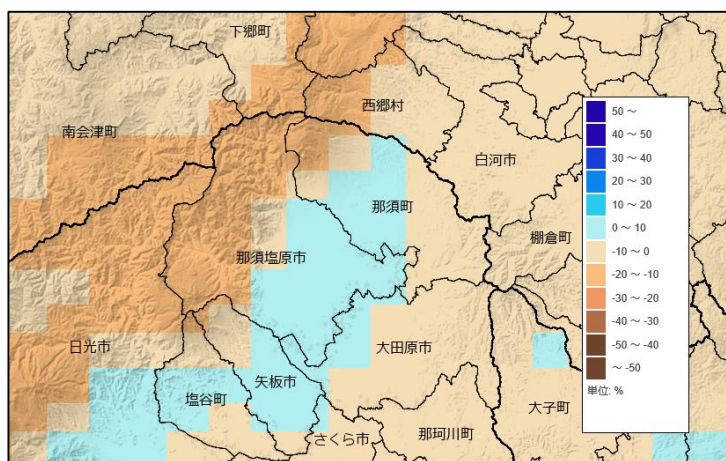 下郷町
西郷村
南会津町
白河市
那須町
棚倉町
那須塩原市
日光市
大田原市
矢板市
塩谷町
大子町
さくら市
那珂川町
50 ～
40 ～ 50
30 ～ 40
20 ～ 30
10 ～ 20
0 ～ 10
-10 ～ 0
-20 ～ -10
-30 ～ -20
-40 ～ -30
-50 ～ -40
～ -50
単位: %